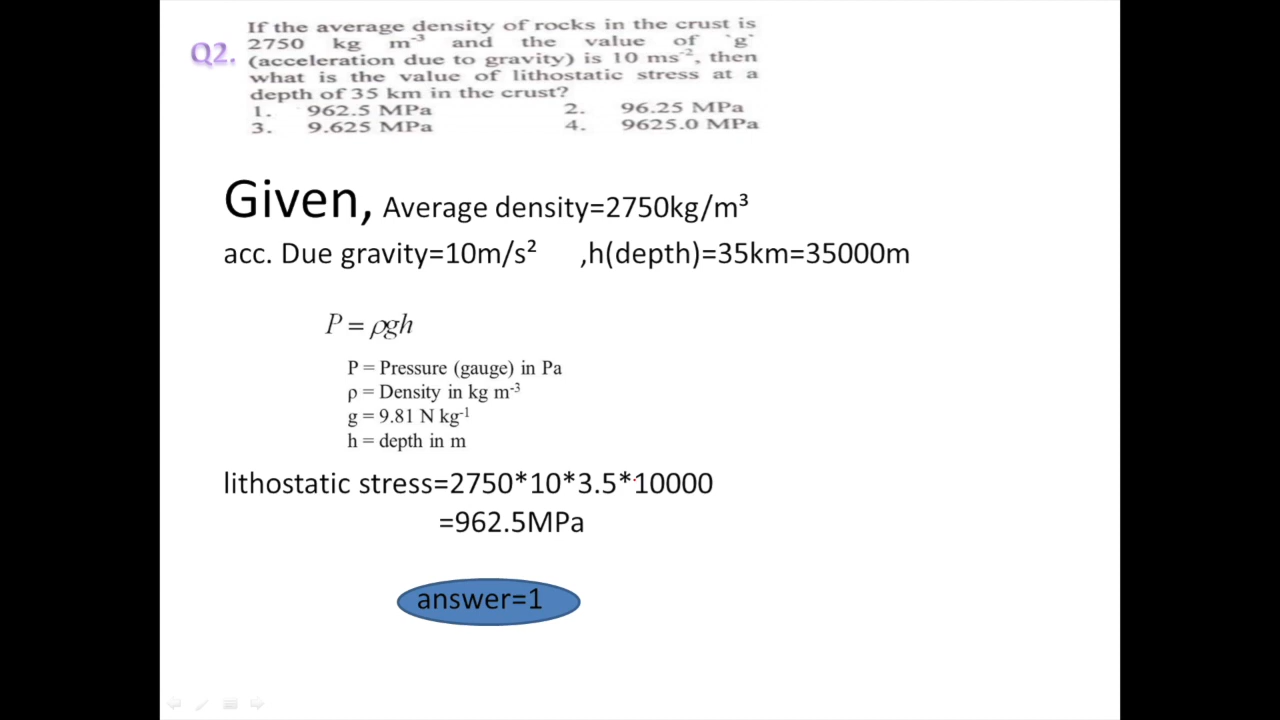 If the average density of rocks in the crust is
Q2. 2750 kg m⁻³ and the value of `g`
(acceleration due to gravity) is 10 ms⁻², then
what is the value of lithostatic stress at a
depth of 35 km in the crust?
1. 962.5 MPa 2. 96.25 MPa
3. 9.625 MPa 4. 9625.0 MPa
Given, Average density=2750kg/m³
acc. Due gravity=10m/s² ,h(depth)=35km=35000m
P = ρgh
P = Pressure (gauge) in Pa
ρ = Density in kg m⁻³
g = 9.81 N kg⁻¹
h = depth in m
lithostatic stress=2750*10*3.5*10000
=962.5MPa
answer=1